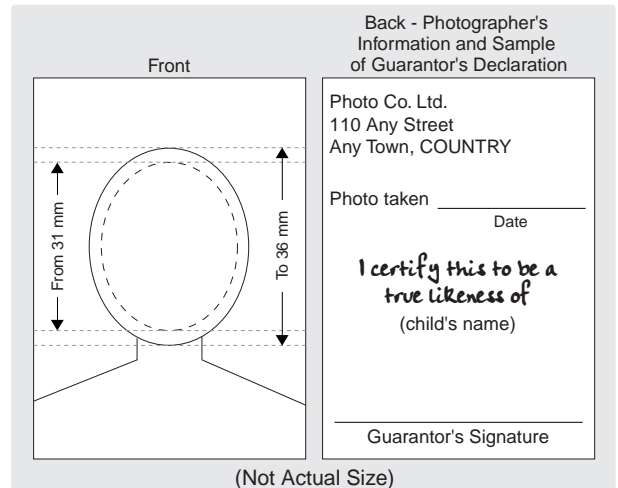 Front
From 31 mm
To 36 mm
Back - Photographer's
Information and Sample
of Guarantor's Declaration
Photo Co. Ltd.
110 Any Street
Any Town, COUNTRY
Photo taken
Date
I certify this to be a
true likeness of
(child's name)
Guarantor's Signature
(Not Actual Size)